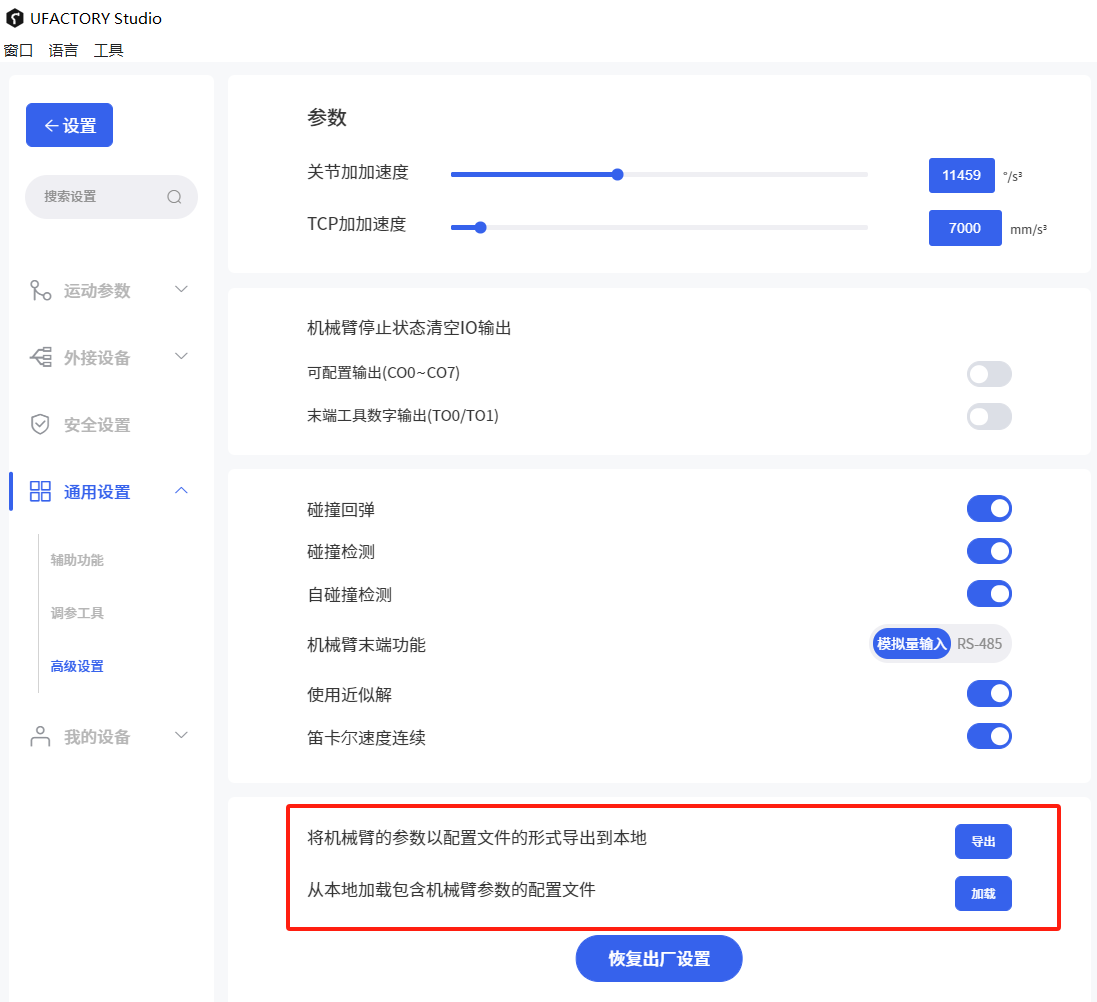 UFACTORY Studio
窗口 语言 工具
设置
搜索设置
运动参数
外接设备
安全设置
通用设置
辅助功能
调参工具
高级设置
我的设备
参数
关节加加速度 11459 °/s³
TCP加加速度 7000 mm/s³
机械臂停止状态清空IO输出
可配置输出(CO0~CO7)
末端工具数字输出(TO0/TO1)
碰撞回弹
碰撞检测
自碰撞检测
机械臂末端功能 模拟量输入 RS-485
使用近似解
笛卡尔速度连续
将机械臂的参数以配置文件的形式导出到本地 导出
从本地加载包含机械臂参数的配置文件 加载
恢复出厂设置